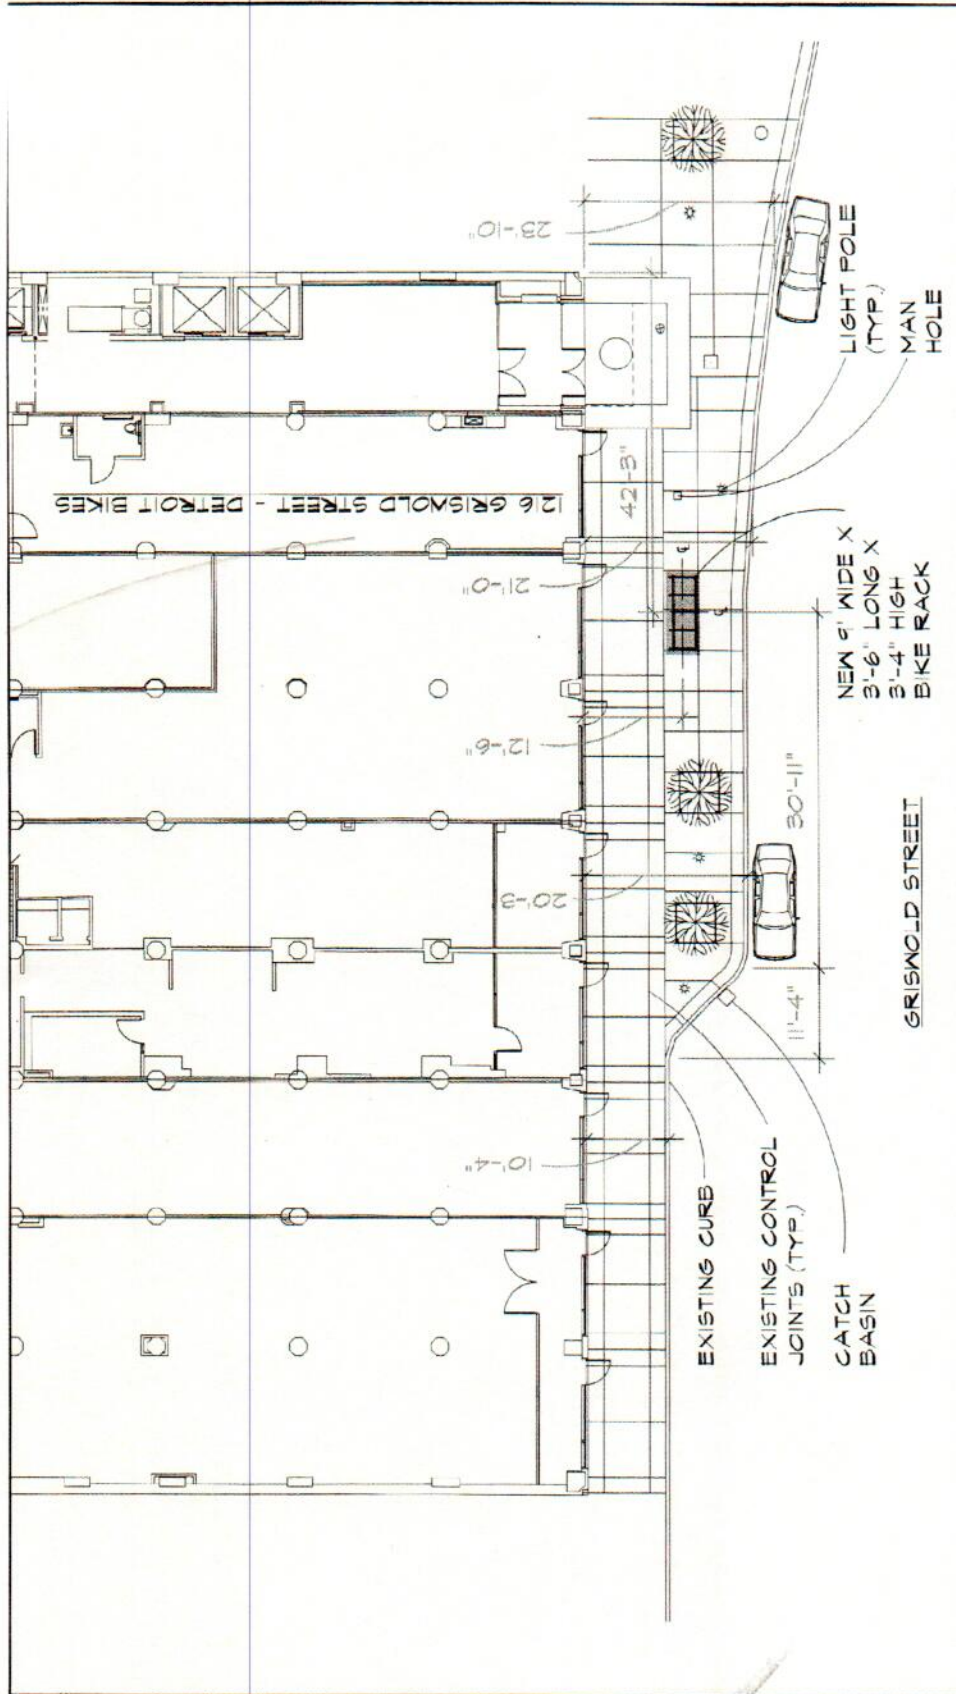 1216 GRISWOLD STREET - DETROIT BIKES
23'-10"
42'-3"
21'-0"
12'-6"
20'-3
10'-4"
30'-11"
11'-4"
LIGHT POLE
(TYP.)
MAN
HOLE
NEW 9' WIDE X
3'-6" LONG X
3'-4" HIGH
BIKE RACK
GRISWOLD STREET
EXISTING CURB
EXISTING CONTROL
JOINTS (TYP.)
CATCH
BASIN